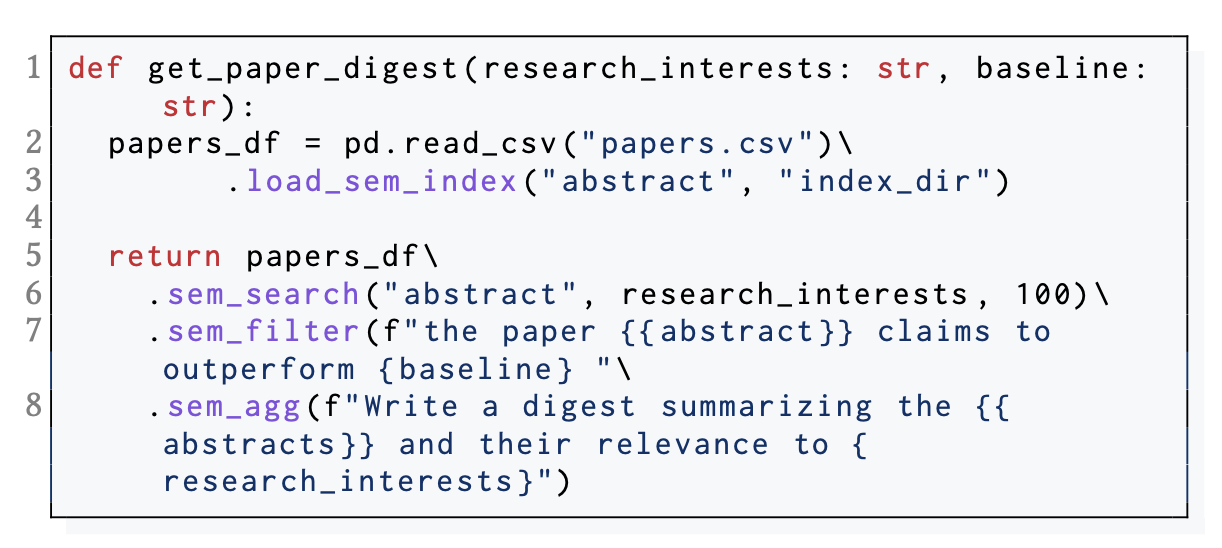 1 def get_paper_digest(research_interests: str, baseline:
str):
2 papers_df = pd.read_csv("papers.csv")\
3 .load_sem_index("abstract", "index_dir")
4
5 return papers_df\
6 .sem_search("abstract", research_interests, 100)\
7 .sem_filter(f"the paper {{abstract}} claims to
outperform {baseline} "\
8 .sem_agg(f"Write a digest summarizing the {{
abstracts}} and their relevance to {
research_interests}")